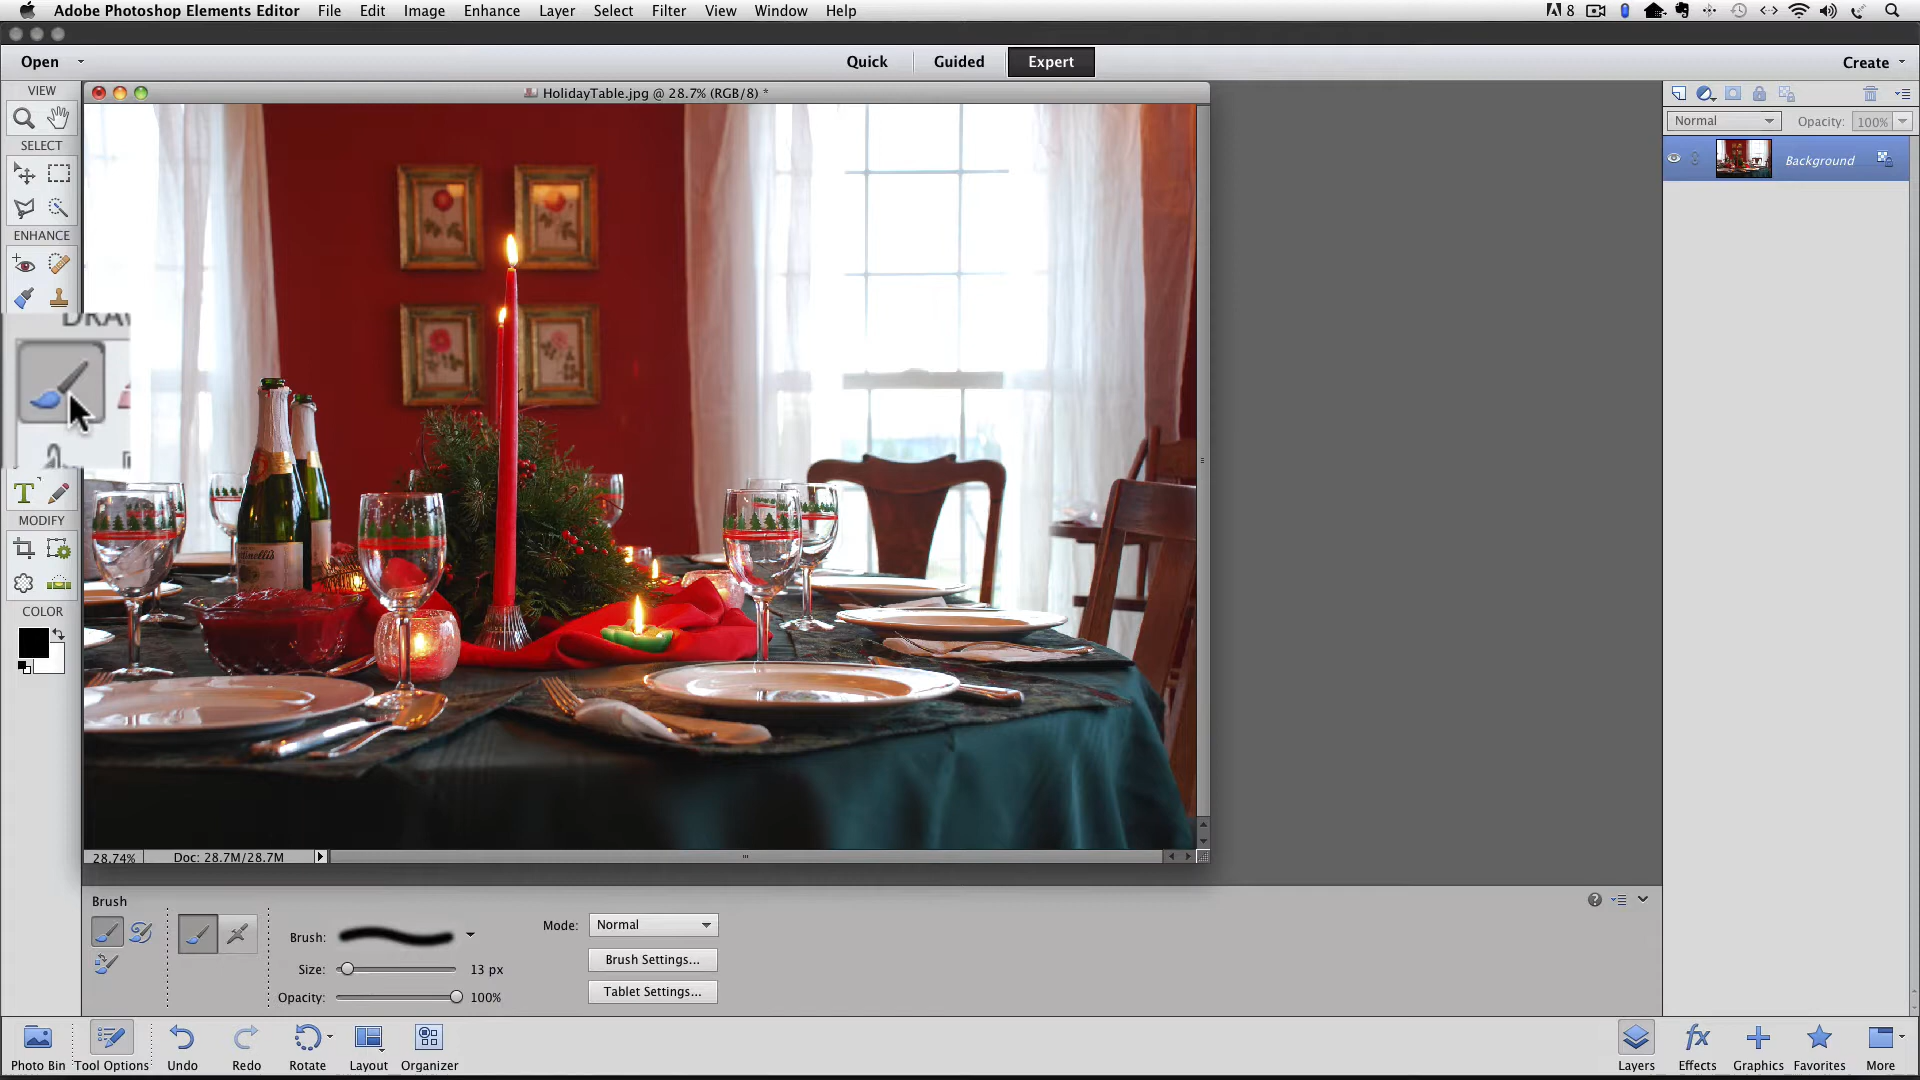 Adobe Photoshop Elements Editor File Edit Image Enhance Layer Select Filter View Window Help
8
Open
Quick Guided Expert
Create
VIEW
HolidayTable.jpg @ 28.7% (RGB/8) *
Normal
Opacity: 100%
SELECT
Background
ENHANCE
T
MODIFY
COLOR
28.74% Doc: 28.7M/28.7M
Brush
Mode: Normal
Brush:
Brush Settings...
Size: 13 px
Tablet Settings...
Opacity: 100%
Photo Bin Tool Options Undo Redo Rotate Layout Organizer
fx
Layers Effects Graphics Favorites More